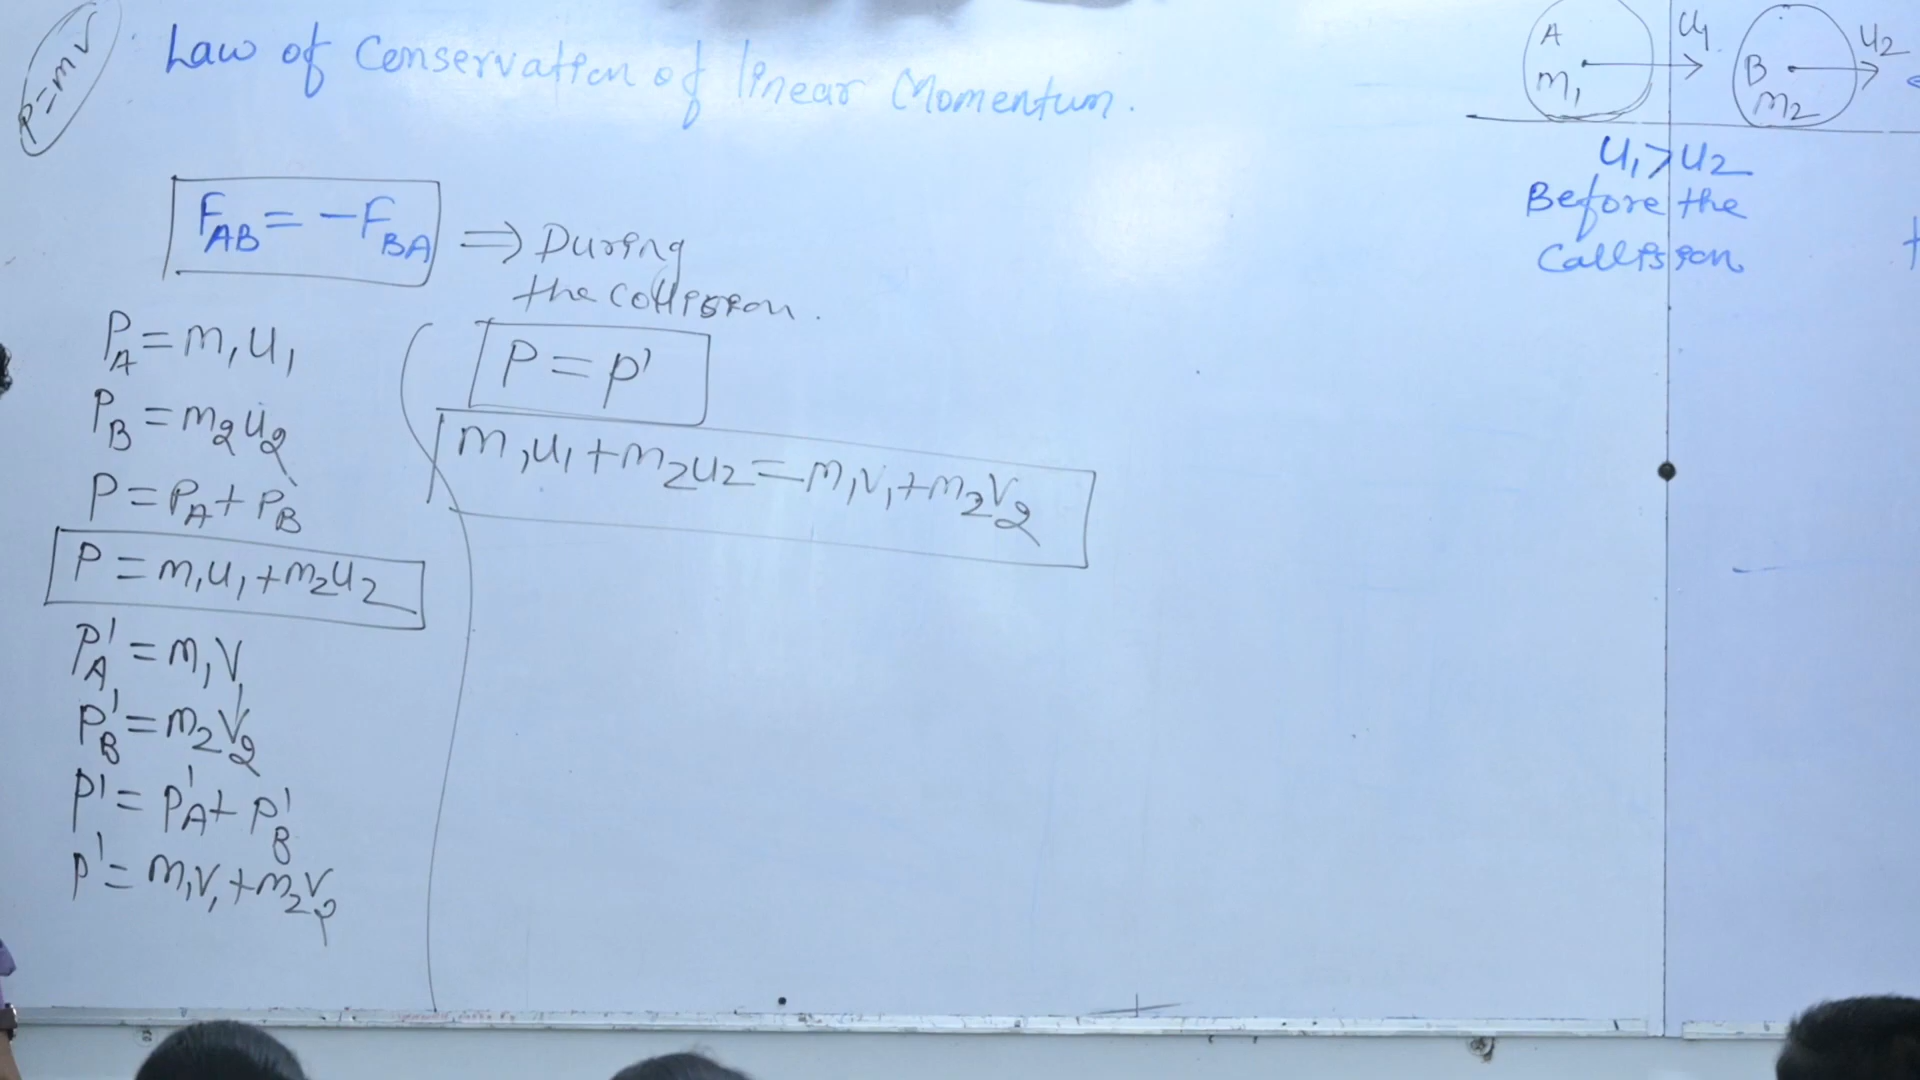 P=mv
Law of Conservation of linear Momentum.
F_AB = -F_BA ⇒ During
the collision.
P_A = m₁u₁
P_B = m₂u₂
P = P_A + P_B
P = m₁u₁ + m₂u₂
P'_A = m₁V₁
P'_B = m₂V₂
P' = P'_A + P'_B
P' = m₁v₁ + m₂v₂
P = P'
m₁u₁ + m₂u₂ = m₁v₁ + m₂v₂
A
m₁
u₁
B
m₂
u₂
u₁>u₂
Before the
Collision